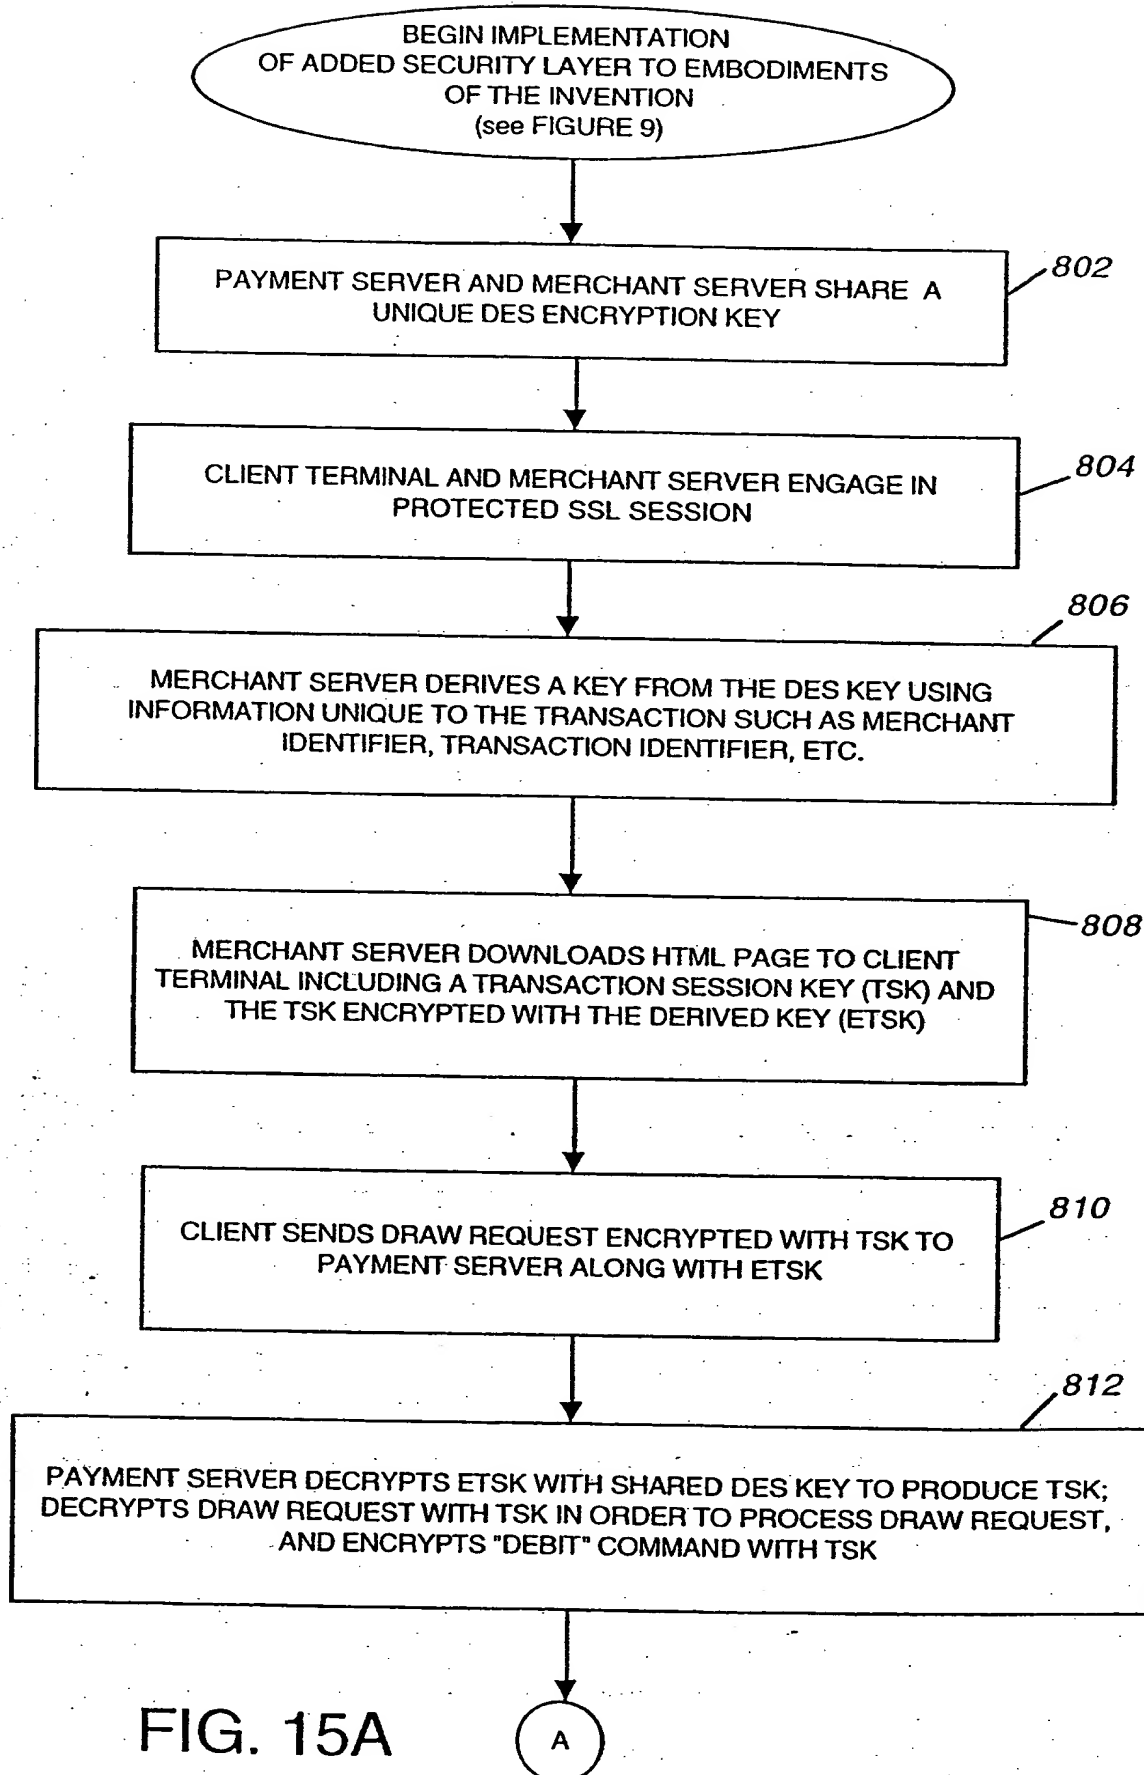 BEGIN IMPLEMENTATION
OF ADDED SECURITY LAYER TO EMBODIMENTS
OF THE INVENTION
(see FIGURE 9)
802
PAYMENT SERVER AND MERCHANT SERVER SHARE A
UNIQUE DES ENCRYPTION KEY
804
CLIENT TERMINAL AND MERCHANT SERVER ENGAGE IN
PROTECTED SSL SESSION
806
MERCHANT SERVER DERIVES A KEY FROM THE DES KEY USING
INFORMATION UNIQUE TO THE TRANSACTION SUCH AS MERCHANT
IDENTIFIER, TRANSACTION IDENTIFIER, ETC.
808
MERCHANT SERVER DOWNLOADS HTML PAGE TO CLIENT
TERMINAL INCLUDING A TRANSACTION SESSION KEY (TSK) AND
THE TSK ENCRYPTED WITH THE DERIVED KEY (ETSK)
810
CLIENT SENDS DRAW REQUEST ENCRYPTED WITH TSK TO
PAYMENT SERVER ALONG WITH ETSK
812
PAYMENT SERVER DECRYPTS ETSK WITH SHARED DES KEY TO PRODUCE TSK;
DECRYPTS DRAW REQUEST WITH TSK IN ORDER TO PROCESS DRAW REQUEST,
AND ENCRYPTS "DEBIT" COMMAND WITH TSK
FIG. 15A
A